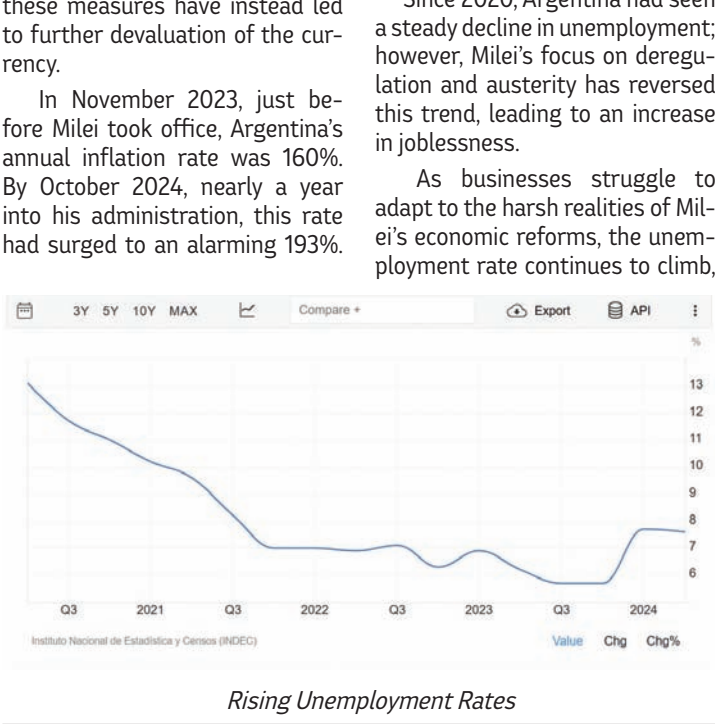 these measures have instead led
to further devaluation of the cur-
rency.
In November 2023, just be-
fore Milei took office, Argentina's
annual inflation rate was 160%.
By October 2024, nearly a year
into his administration, this rate
had surged to an alarming 193%.
Since 2020, Argentina had seen
a steady decline in unemployment;
however, Milei's focus on deregu-
lation and austerity has reversed
this trend, leading to an increase
in joblessness.
As businesses struggle to
adapt to the harsh realities of Mil-
ei's economic reforms, the unem-
ployment rate continues to climb,
3Y 5Y 10Y MAX Compare + Export API
%
13
12
11
10
9
8
7
6
Q3 2021 Q3 2022 Q3 2023 Q3 2024
Instituto Nacional de Estadística y Censos (INDEC) Value Chg Chg%
Rising Unemployment Rates